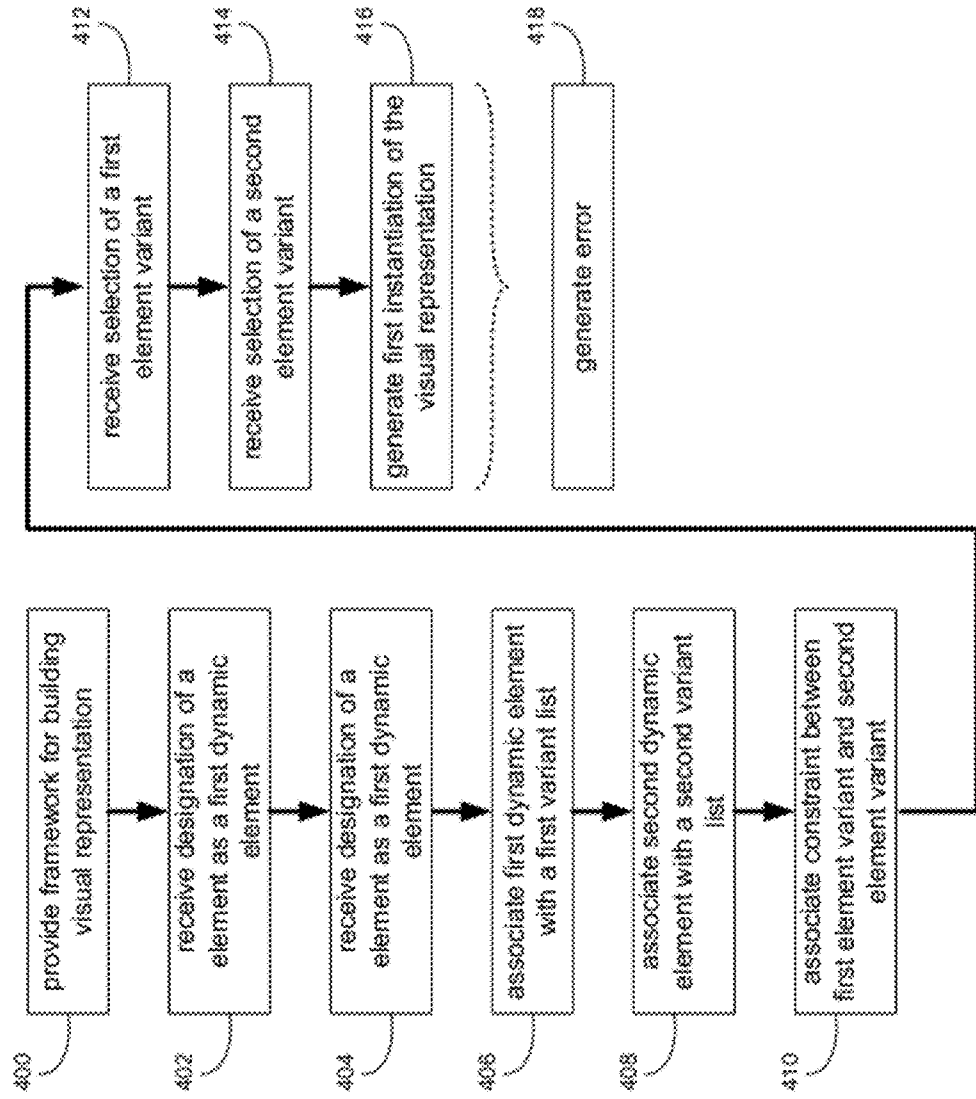 400
provide framework for building
visual representation
402
receive designation of a
element as a first dynamic
element
404
receive designation of a
element as a first dynamic
element
406
associate first dynamic element
with a first variant list
408
associate second dynamic
element with a second variant
list
410
associate constraint between
first element variant and second
element variant
412
receive selection of a first
element variant
414
receive selection of a second
element variant
416
generate first instantiation of the
visual representation
418
generate error